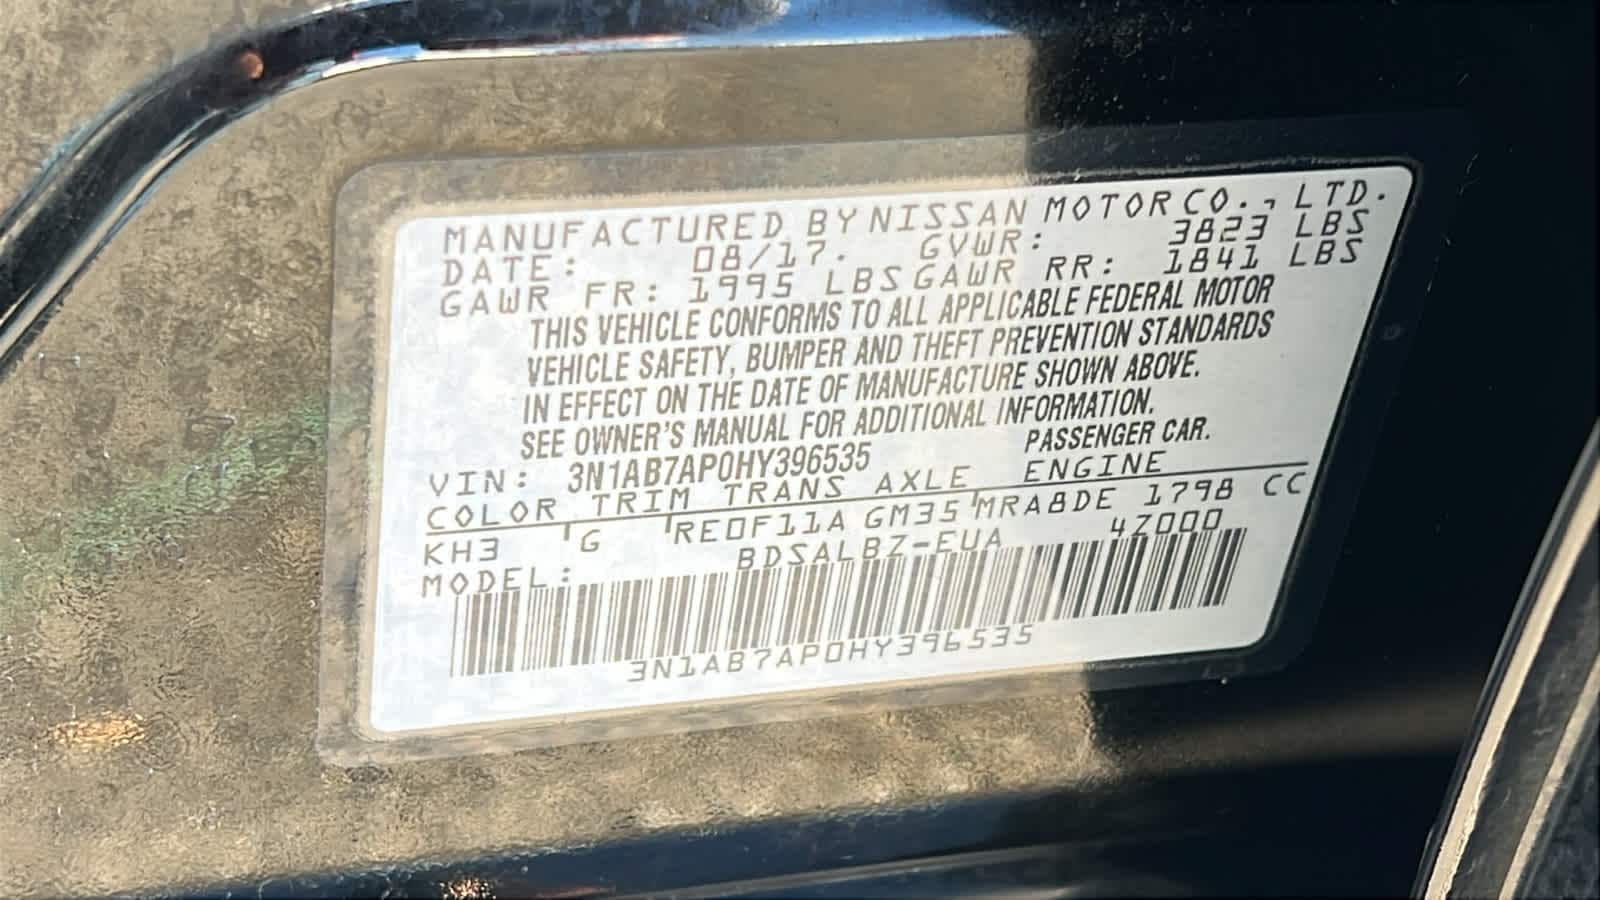 MANUFACTURED BY NISSAN MOTOR CO., LTD.
DATE: 08/17. GVWR: 3823 LBS
GAWR FR: 1995 LBS GAWR RR: 1841 LBS
THIS VEHICLE CONFORMS TO ALL APPLICABLE FEDERAL MOTOR
VEHICLE SAFETY, BUMPER AND THEFT PREVENTION STANDARDS
IN EFFECT ON THE DATE OF MANUFACTURE SHOWN ABOVE.
SEE OWNER'S MANUAL FOR ADDITIONAL INFORMATION.
VIN: 3N1AB7AP0HY396535 PASSENGER CAR.
COLOR TRIM TRANS AXLE ENGINE
KH3 G RE0F11A GM35 MRA8DE 1798 CC
MODEL: BDSALBZ-EUA 4Z000
3N1AB7AP0HY396535